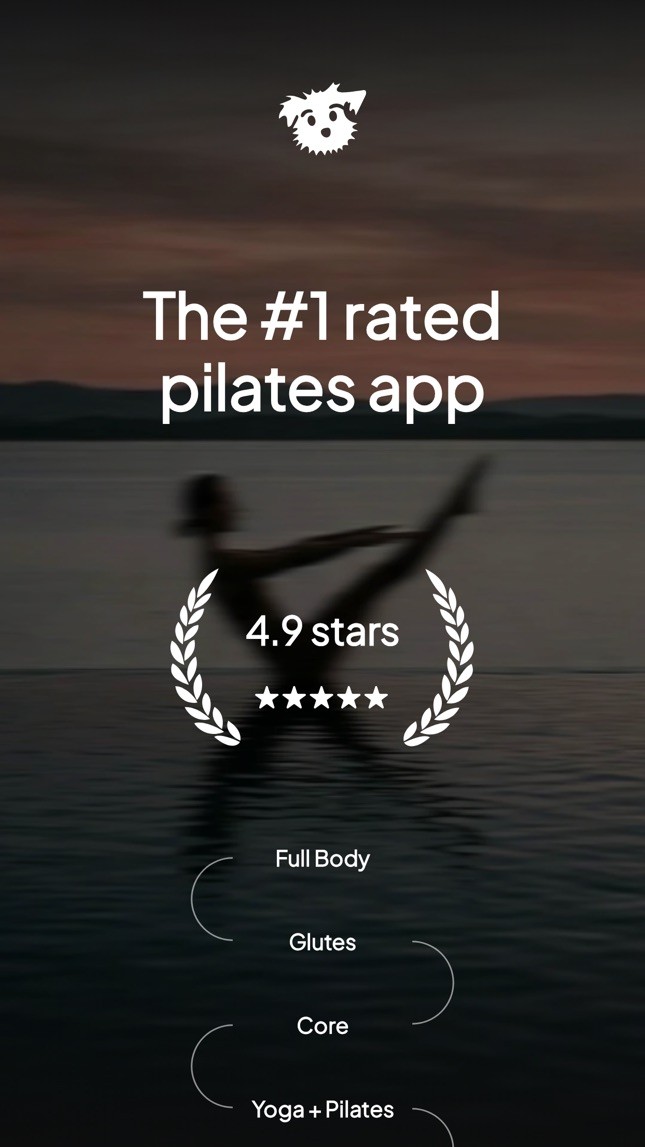 The #1 rated
pilates app
4.9 stars
Full Body
Glutes
Core
Yoga + Pilates